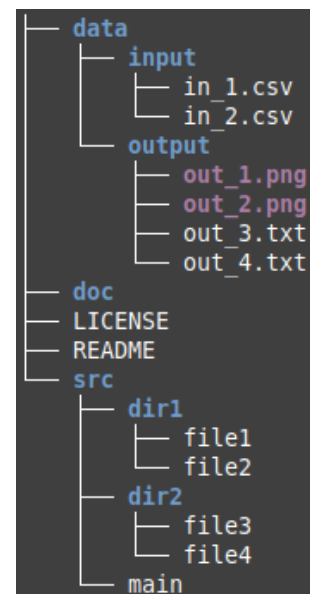 data
input
in_1.csv
in_2.csv
output
out_1.png
out_2.png
out_3.txt
out_4.txt
doc
LICENSE
README
src
dir1
file1
file2
dir2
file3
file4
main